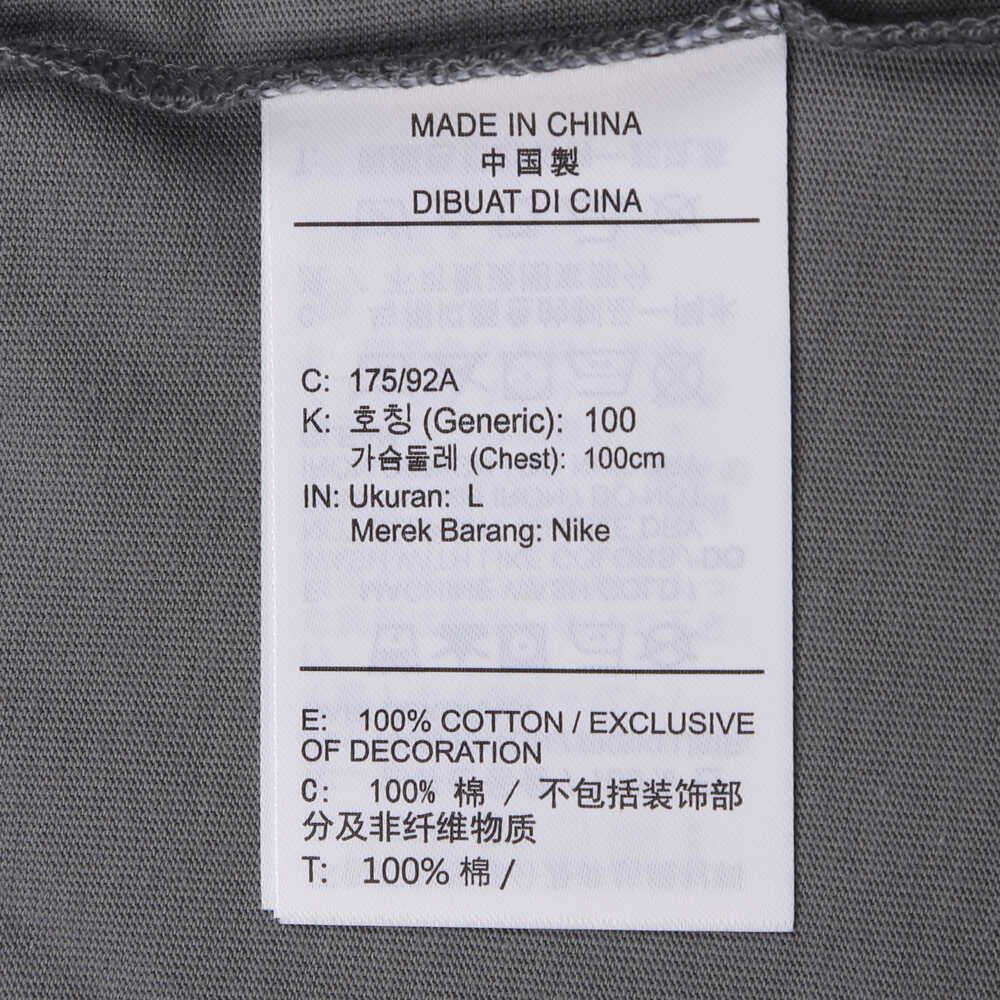 MADE IN CHINA
中国製
DIBUAT DI CINA
C: 175/92A
K: 호칭 (Generic): 100
가슴둘레 (Chest): 100cm
IN: Ukuran: L
Merek Barang: Nike
E: 100% COTTON / EXCLUSIVE
OF DECORATION
C: 100% 棉 / 不包括装饰部
分及非纤维物质
T: 100% 棉 /